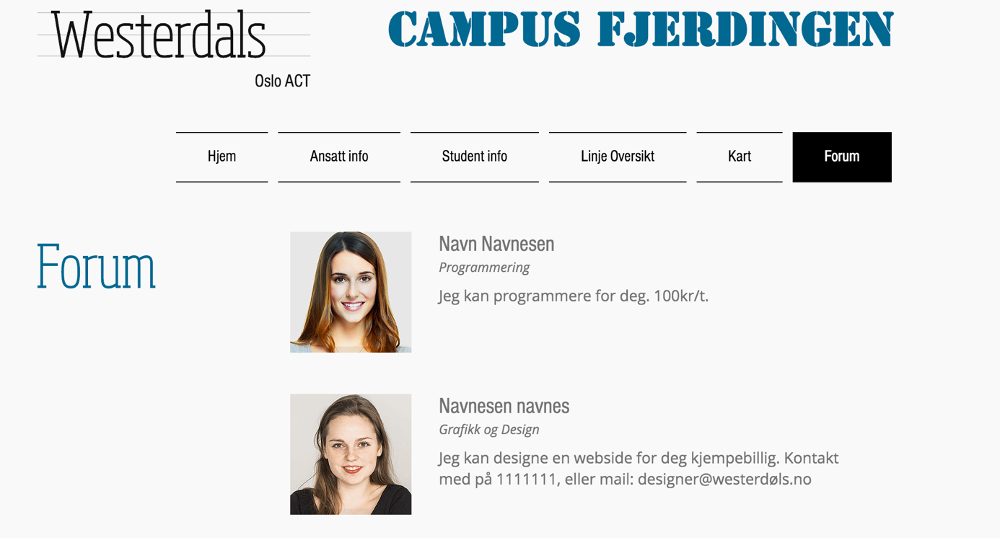 Westerdals
Oslo ACT
CAMPUS FJERDINGEN
Hjem
Ansatt info
Student info
Linje Oversikt
Kart
Forum
Forum
Navn Navnesen
Programmering
Jeg kan programmere for deg. 100kr/t.
Navnesen navnes
Grafikk og Design
Jeg kan designe en webside for deg kjempebillig. Kontakt
med på 1111111, eller mail: designer@westerdøls.no